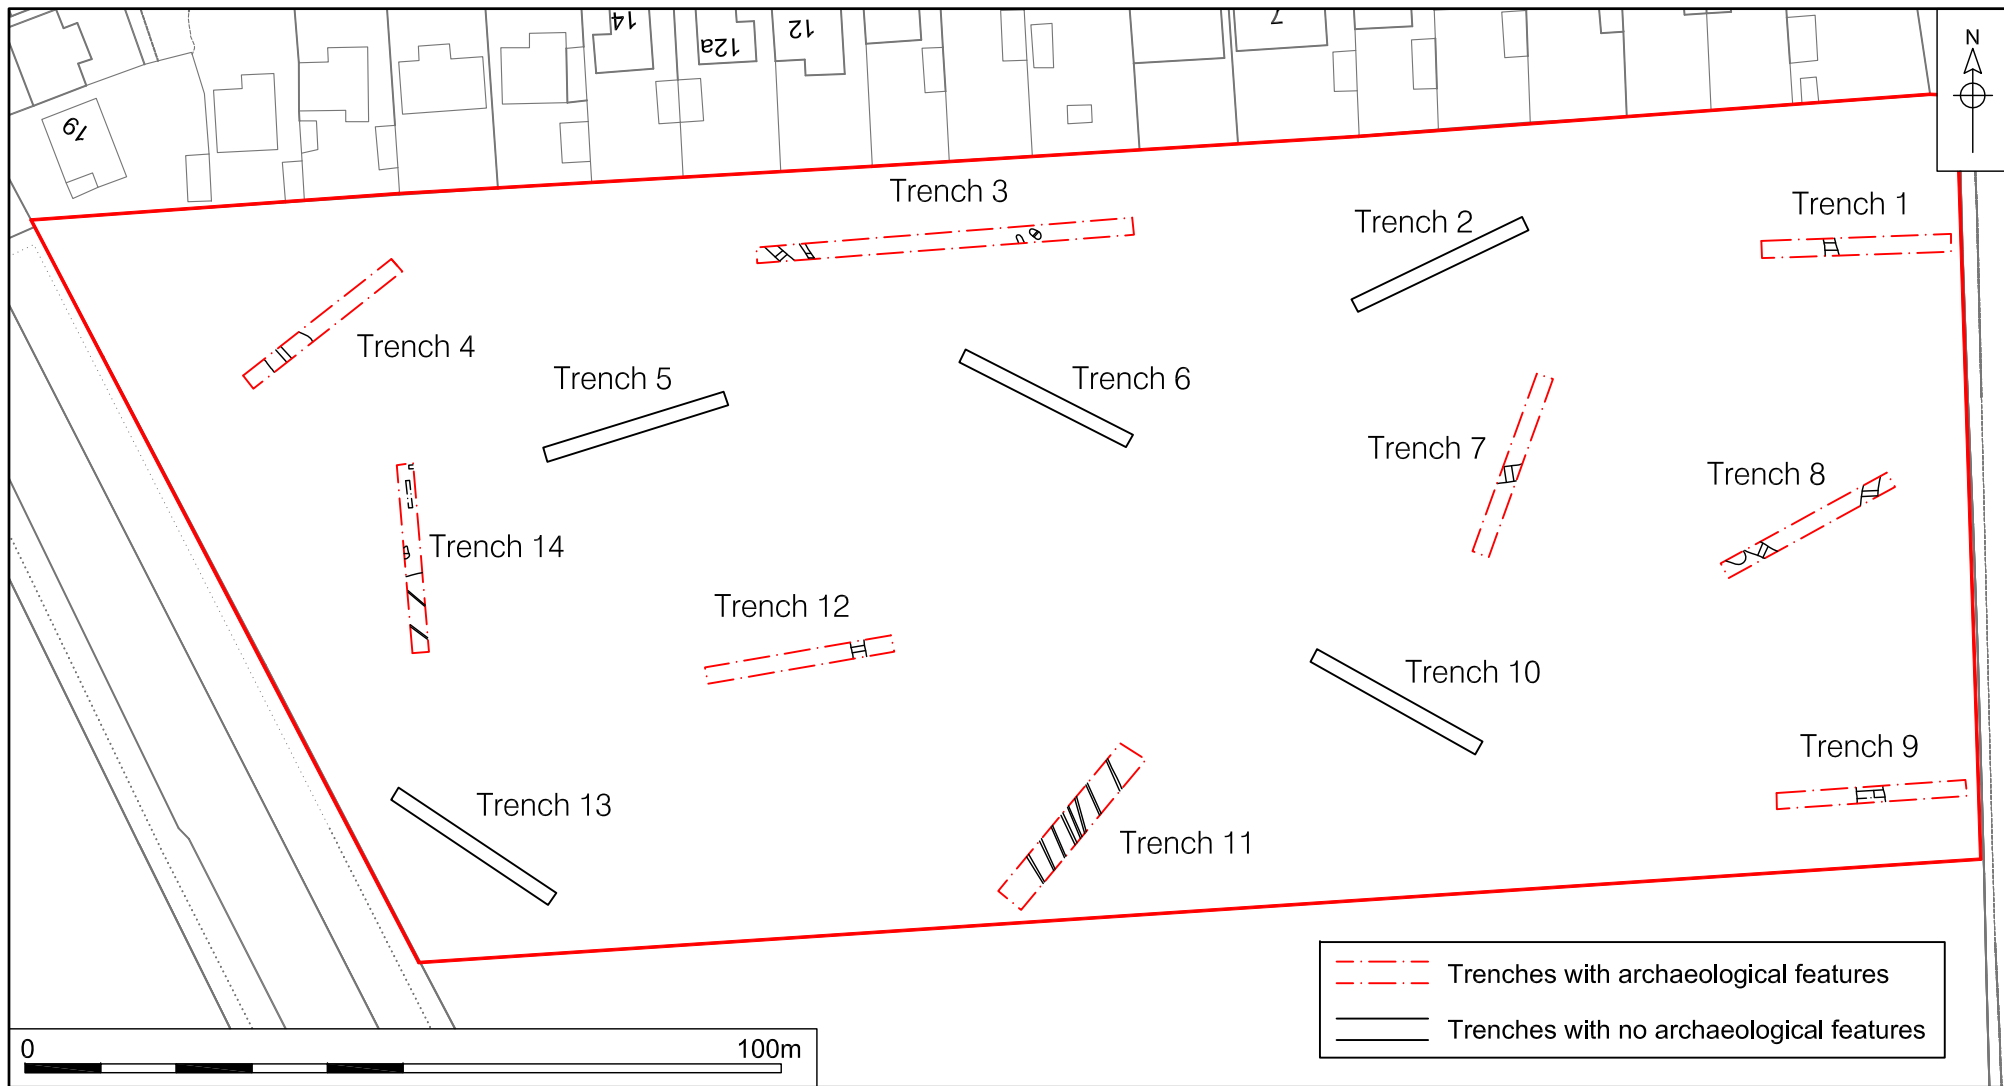 14
12a
12
7
19
N
Trench 3
Trench 2
Trench 1
Trench 4
Trench 5
Trench 6
Trench 7
Trench 8
Trench 14
Trench 12
Trench 10
Trench 9
Trench 13
Trench 11
Trenches with archaeological features
Trenches with no archaeological features
0 100m